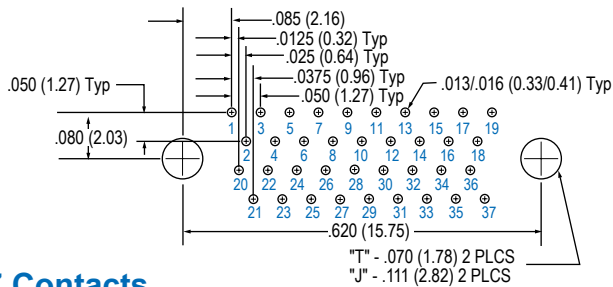 .085 (2.16)
.0125 (0.32) Typ
.025 (0.64) Typ
.050 (1.27) Typ
.0375 (0.96) Typ
.013/.016 (0.33/0.41) Typ
.050 (1.27) Typ
1 3 5 7 9 11 13 15 17 19
.080 (2.03)
2 4 6 8 10 12 14 16 18
20 22 24 26 28 30 32 34 36
21 23 25 27 29 31 33 35 37
.620 (15.75)
"T" - .070 (1.78) 2 PLCS
"J" - .111 (2.82) 2 PLCS
Contacts